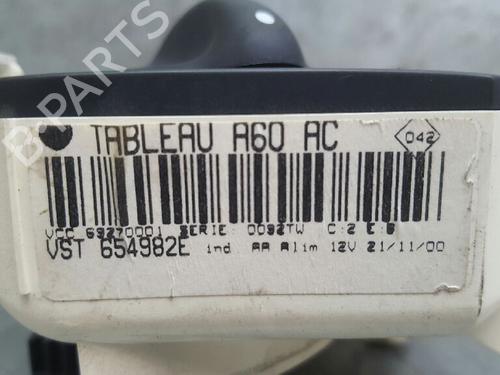 TABLEAU A60 AC
042
VCC 69270001 SERIE: 0092TW C:2 E:6
VST 654982E ind AA Alim 12V 21/11/00
B-PARTS